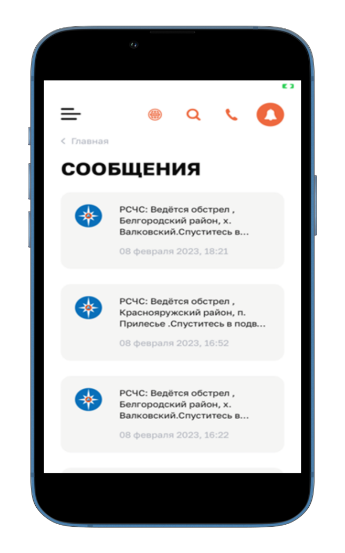 Главная
СООБЩЕНИЯ
РСЧС: Ведётся обстрел ,
Белгородский район, х.
Валковский.Спуститесь в...
08 февраля 2023, 18:21
РСЧС: Ведётся обстрел ,
Краснояружский район, п.
Прилесье .Спуститесь в подв...
08 февраля 2023, 16:52
РСЧС: Ведётся обстрел ,
Белгородский район, х.
Валковский.Спуститесь в...
08 февраля 2023, 16:22